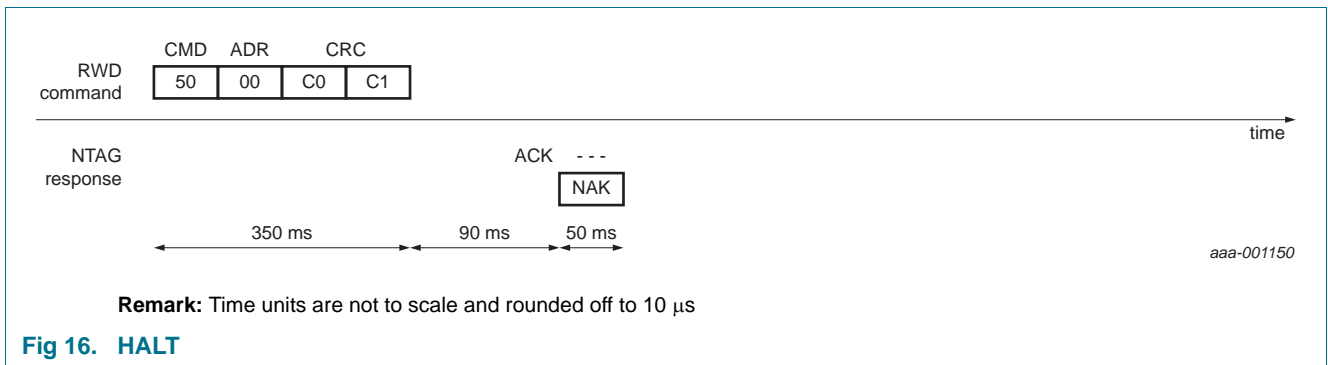 CMD ADR CRC
RWD command 50 00 C0 C1
time
NTAG response ACK - - -
NAK
350 ms 90 ms 50 ms
aaa-001150
Remark: Time units are not to scale and rounded off to 10 μs
Fig 16. HALT